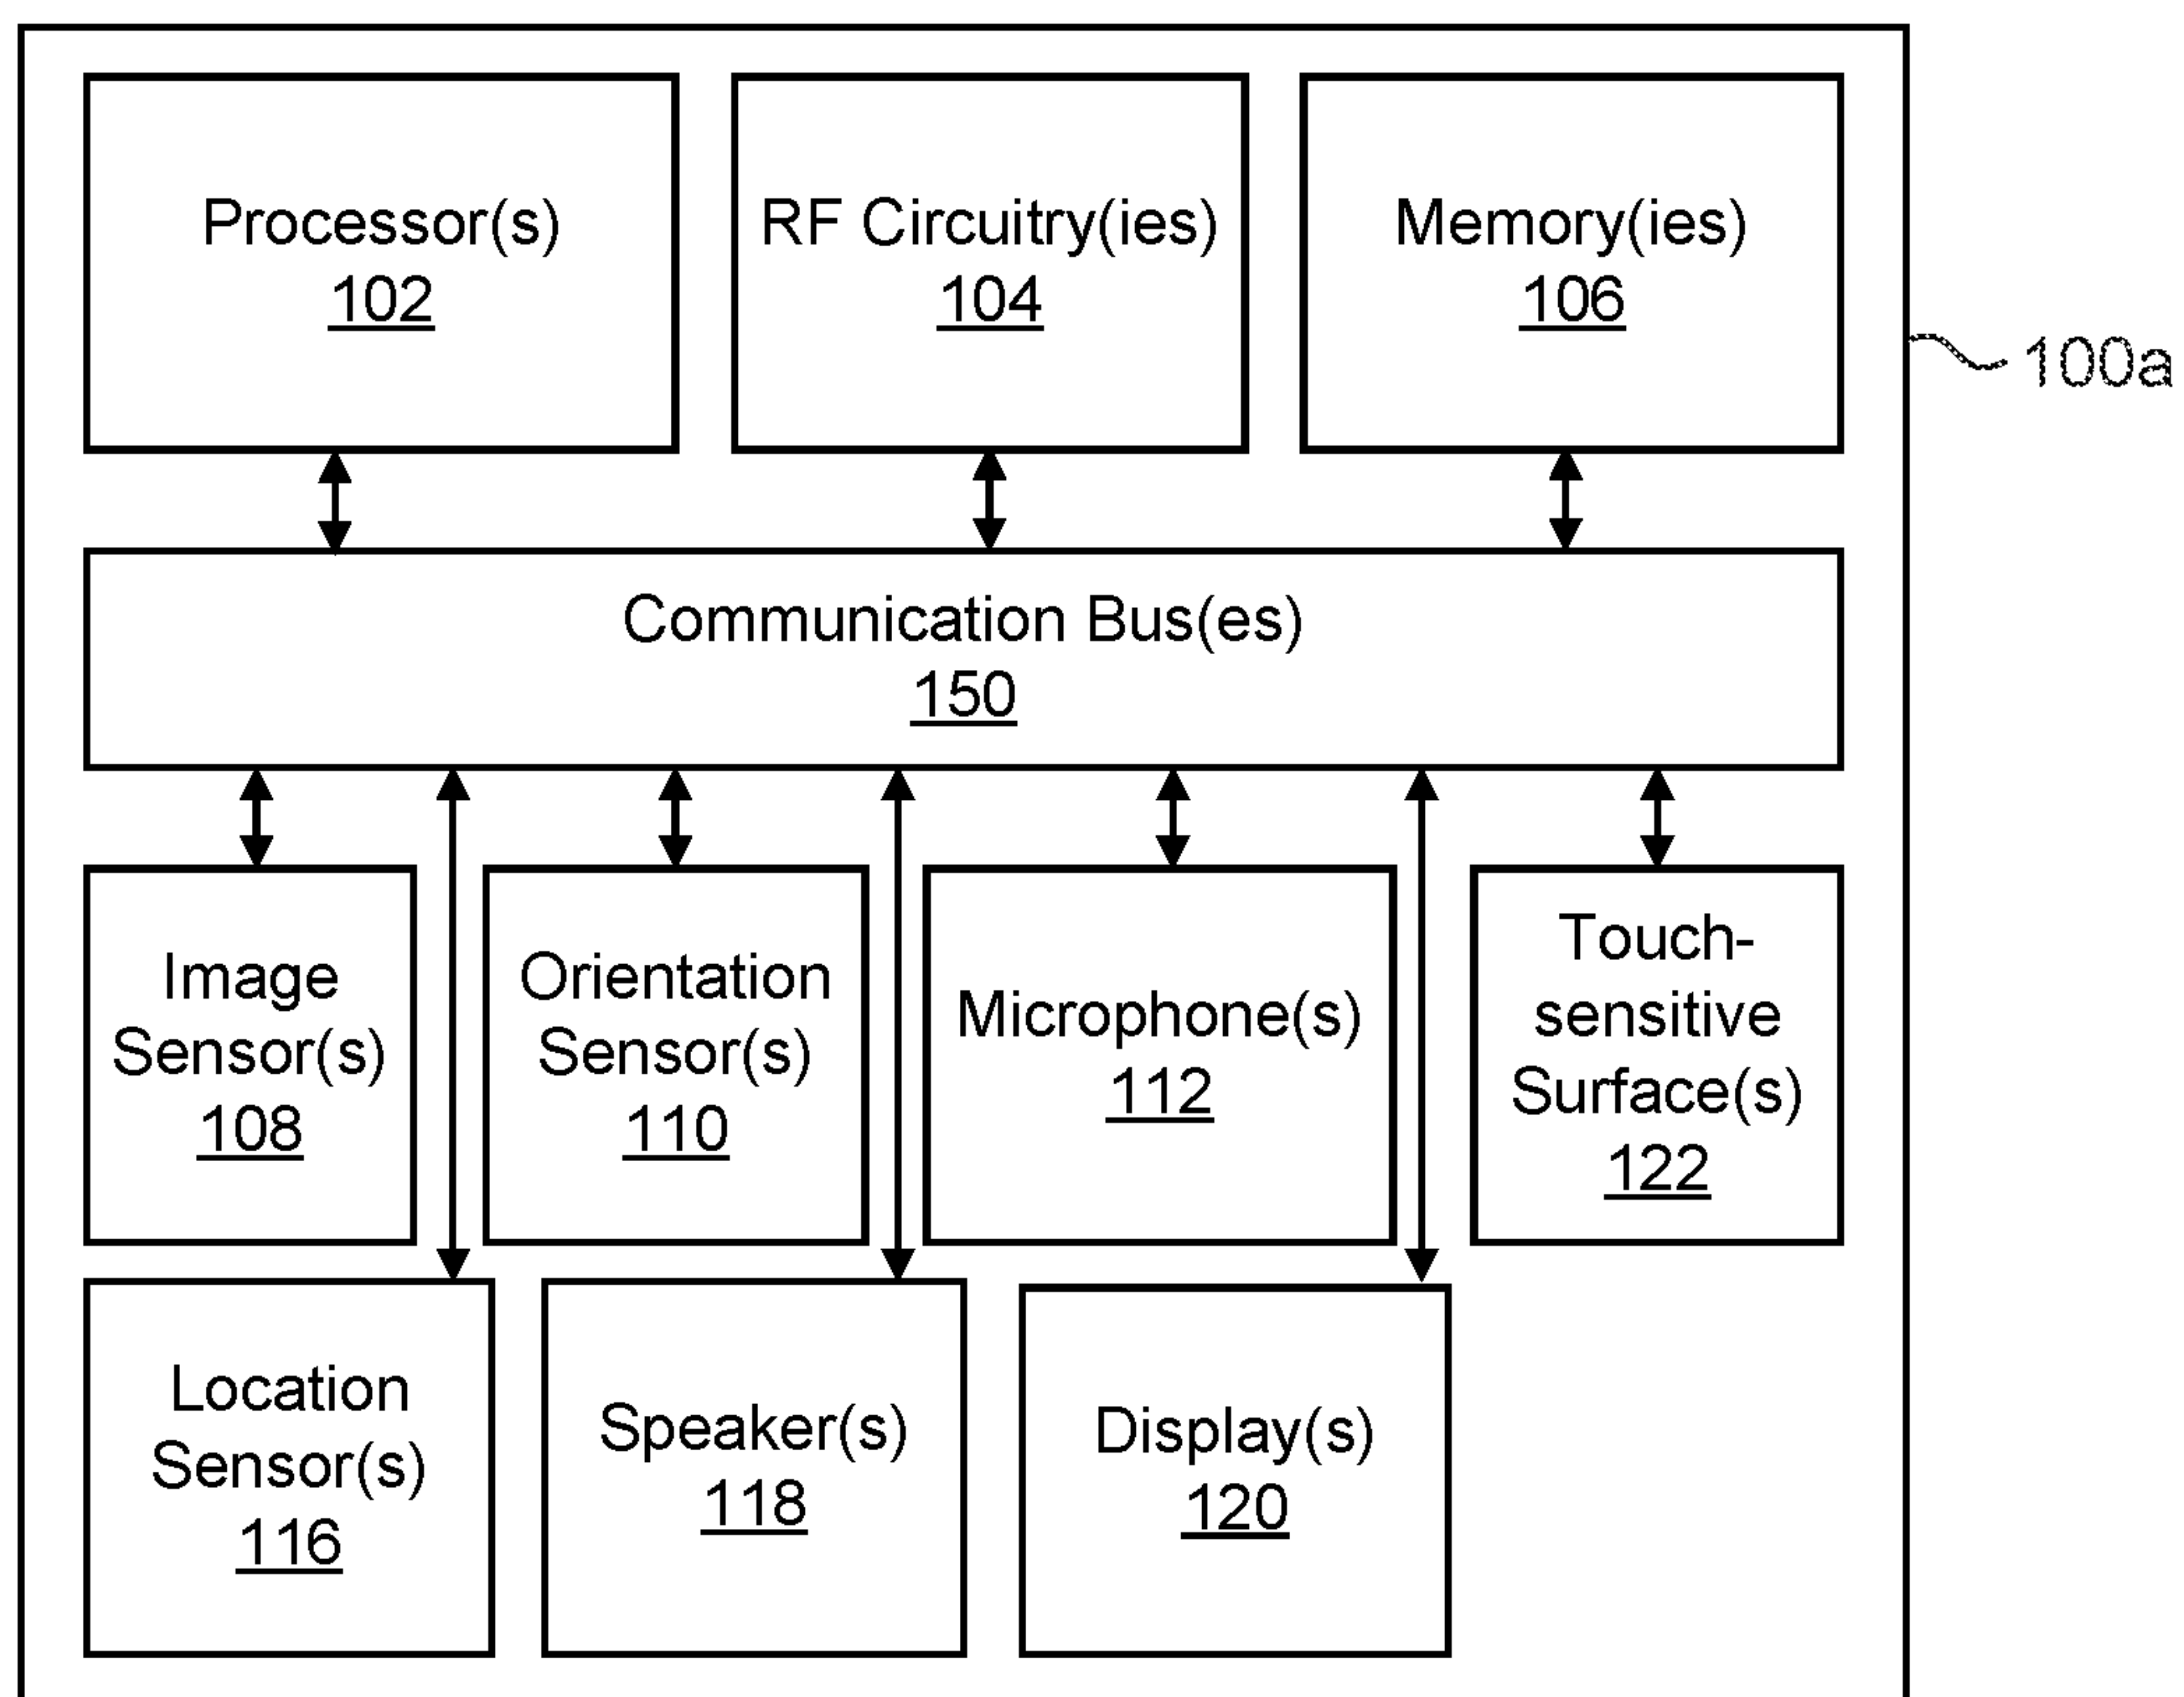 Processor(s)
102
RF Circuitry(ies)
104
Memory(ies)
106
100a
Communication Bus(es)
150
Image
Sensor(s)
108
Orientation
Sensor(s)
110
Microphone(s)
112
Touch-
sensitive
Surface(s)
122
Location
Sensor(s)
116
Speaker(s)
118
Display(s)
120